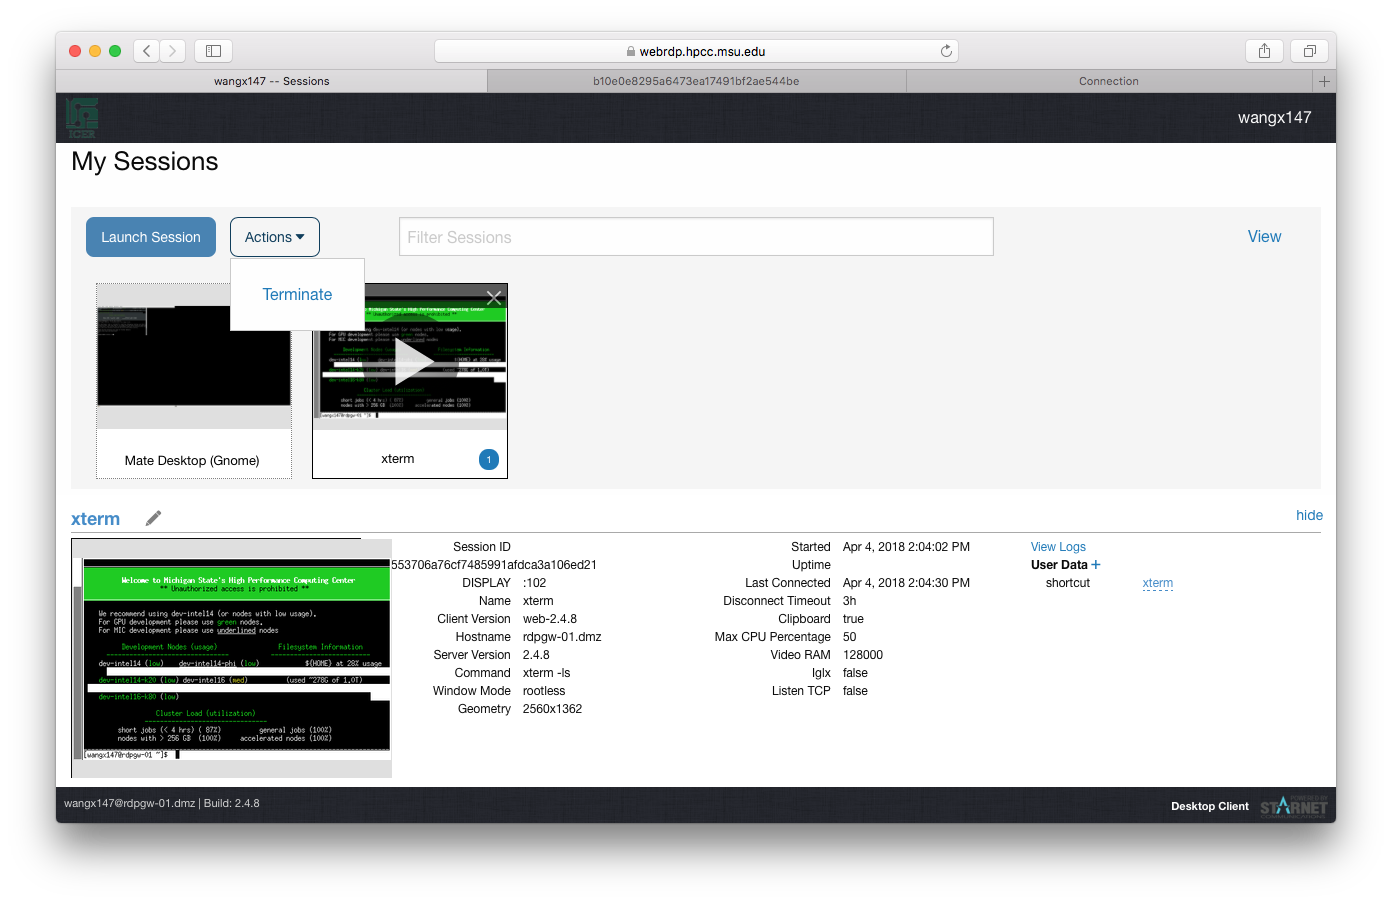 webrdp.hpcc.msu.edu
wangx147 -- Sessions
b10e0e8295a6473ea17491bf2ae544be
Connection
ICER
wangx147
My Sessions
Launch Session
Actions
Filter Sessions
View
Terminate
Mate Desktop (Gnome)
xterm
1
xterm
hide
Welcome to Michigan State's High Performance Computing Center
** Unauthorized access is prohibited **
We recommend using dev-intel14 (or nodes with low usage).
For GPU development please use green nodes.
For MIC development please use underlined nodes
Development Nodes (usage) Filesystem Information
dev-intel14 (low) dev-intel14-phi (low) ${HOME} at 28% usage
dev-intel14-k20 (low) dev-intel16 (med) (used ~278G of 1.0T)
dev-intel16-k80 (low)
Cluster Load (utilization)
short jobs (< 4 hrs) ( 87%) general jobs (100%)
nodes with > 256 GB (100%) accelerated nodes (100%)
[wangx147@rdpgw-01 ~]$
Session ID
553706a76cf7485991afdca3a106ed21
DISPLAY :102
Name xterm
Client Version web-2.4.8
Hostname rdpgw-01.dmz
Server Version 2.4.8
Command xterm -ls
Window Mode rootless
Geometry 2560x1362
Started Apr 4, 2018 2:04:02 PM
Uptime
Last Connected Apr 4, 2018 2:04:30 PM
Disconnect Timeout 3h
Clipboard true
Max CPU Percentage 50
Video RAM 128000
Iglx false
Listen TCP false
View Logs
User Data +
shortcut xterm
wangx147@rdpgw-01.dmz | Build: 2.4.8
Desktop Client
POWERED BY
STARNET
COMMUNICATIONS